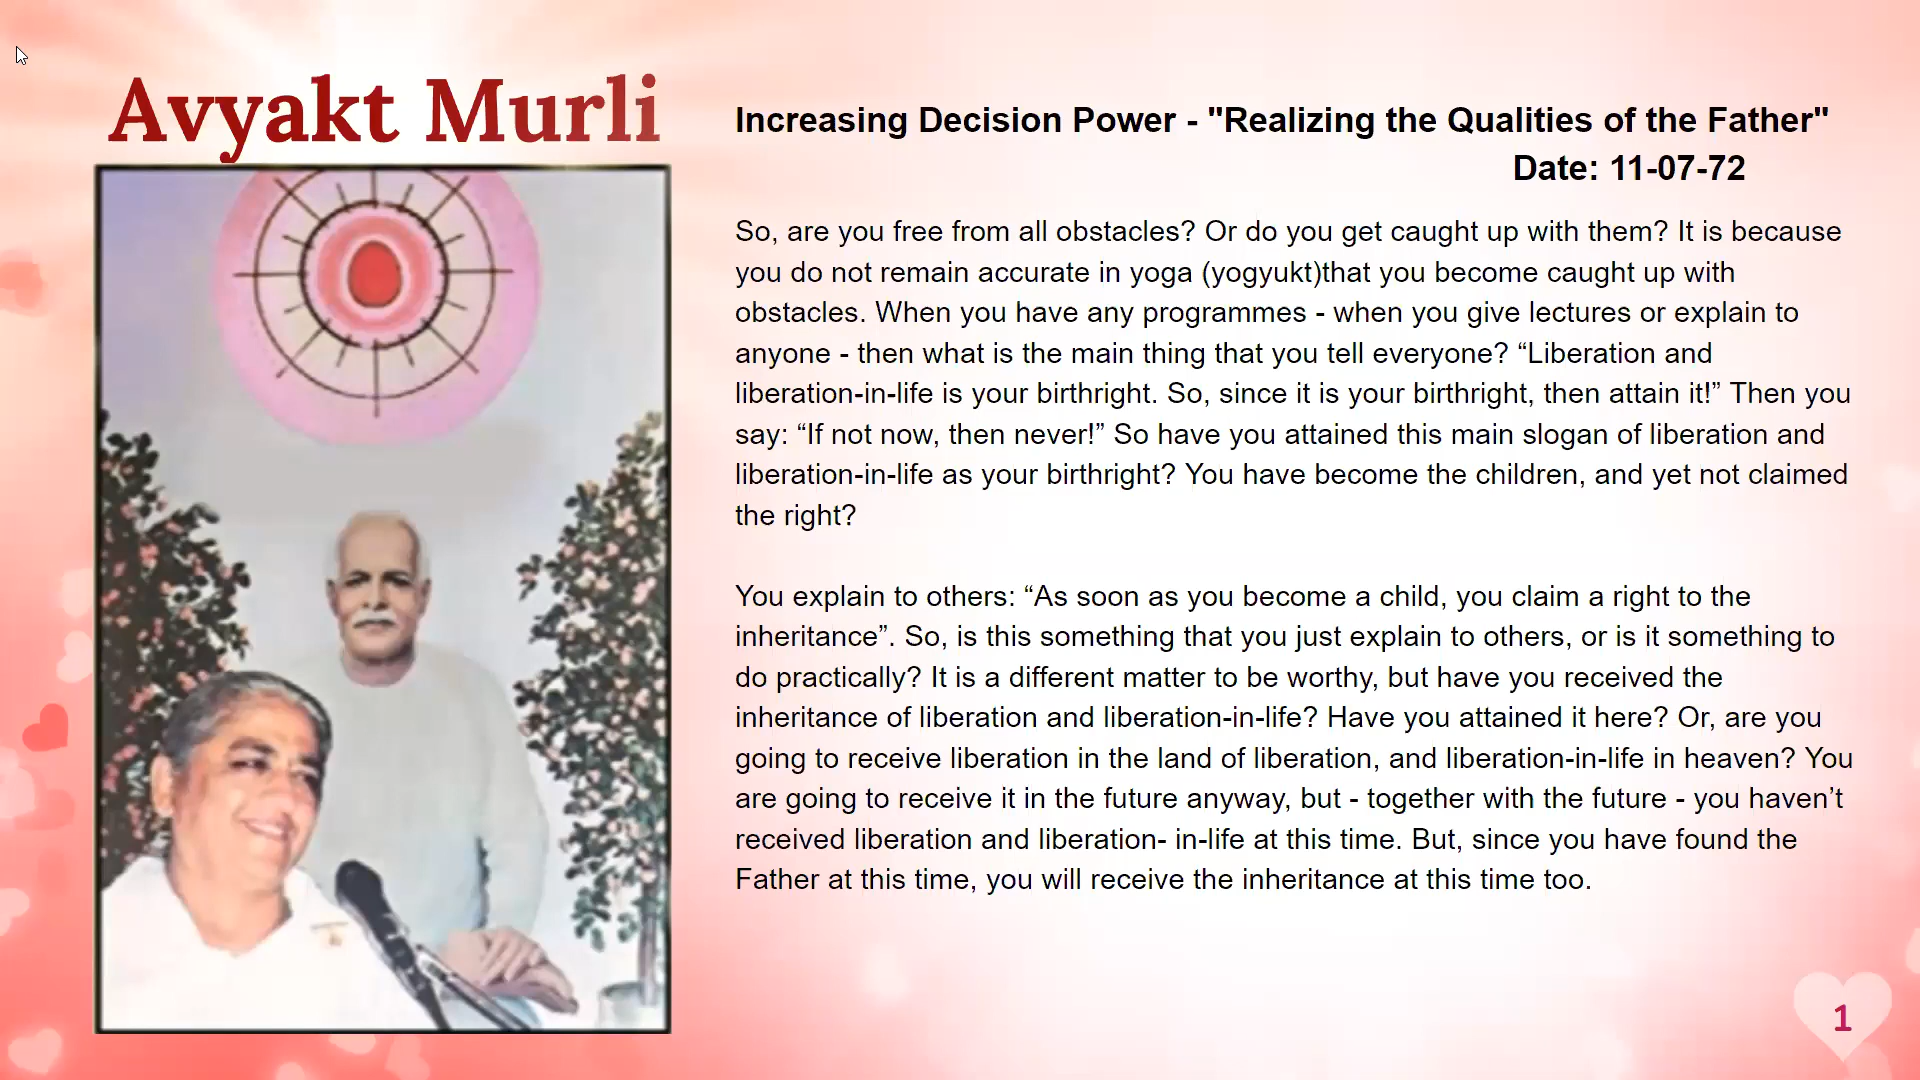 Avyakt Murli
Increasing Decision Power - "Realizing the Qualities of the Father"
Date: 11-07-72
So, are you free from all obstacles? Or do you get caught up with them? It is because
you do not remain accurate in yoga (yogyukt)that you become caught up with
obstacles. When you have any programmes - when you give lectures or explain to
anyone - then what is the main thing that you tell everyone? “Liberation and
liberation-in-life is your birthright. So, since it is your birthright, then attain it!” Then you
say: “If not now, then never!” So have you attained this main slogan of liberation and
liberation-in-life as your birthright? You have become the children, and yet not claimed
the right?
You explain to others: “As soon as you become a child, you claim a right to the
inheritance”. So, is this something that you just explain to others, or is it something to
do practically? It is a different matter to be worthy, but have you received the
inheritance of liberation and liberation-in-life? Have you attained it here? Or, are you
going to receive liberation in the land of liberation, and liberation-in-life in heaven? You
are going to receive it in the future anyway, but - together with the future - you haven’t
received liberation and liberation- in-life at this time. But, since you have found the
Father at this time, you will receive the inheritance at this time too.
1